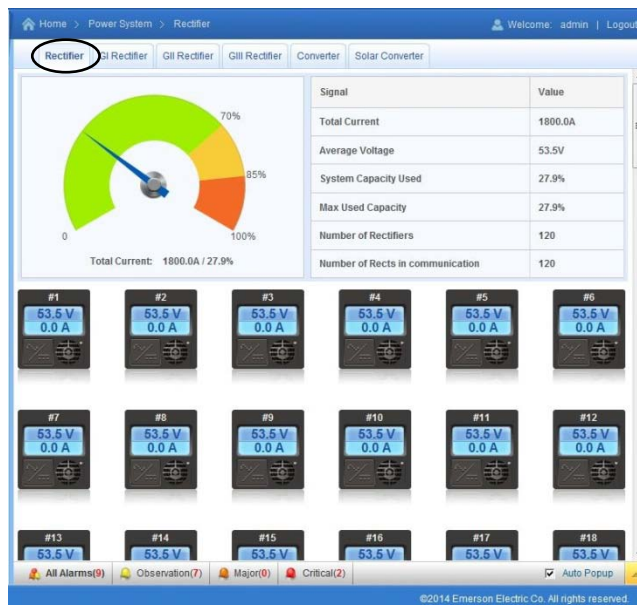 Home > Power System > Rectifier
Welcome: admin | Logout
Rectifier GI Rectifier GII Rectifier GIII Rectifier Converter Solar Converter
70%
85%
0
100%
Total Current: 1800.0A / 27.9%
Signal Value
Total Current 1800.0A
Average Voltage 53.5V
System Capacity Used 27.9%
Max Used Capacity 27.9%
Number of Rectifiers 120
Number of Rects in communication 120
#1 #2 #3 #4 #5 #6
53.5 V 53.5 V 53.5 V 53.5 V 53.5 V 53.5 V
0.0 A 0.0 A 0.0 A 0.0 A 0.0 A 0.0 A
#7 #8 #9 #10 #11 #12
53.5 V 53.5 V 53.5 V 53.5 V 53.5 V 53.5 V
0.0 A 0.0 A 0.0 A 0.0 A 0.0 A 0.0 A
#13 #14 #15 #16 #17 #18
53.5 V 53.5 V 53.5 V 53.5 V 53.5 V 53.5 V
All Alarms(9) Observation(7) Major(0) Critical(2) Auto Popup
©2014 Emerson Electric Co. All rights reserved.